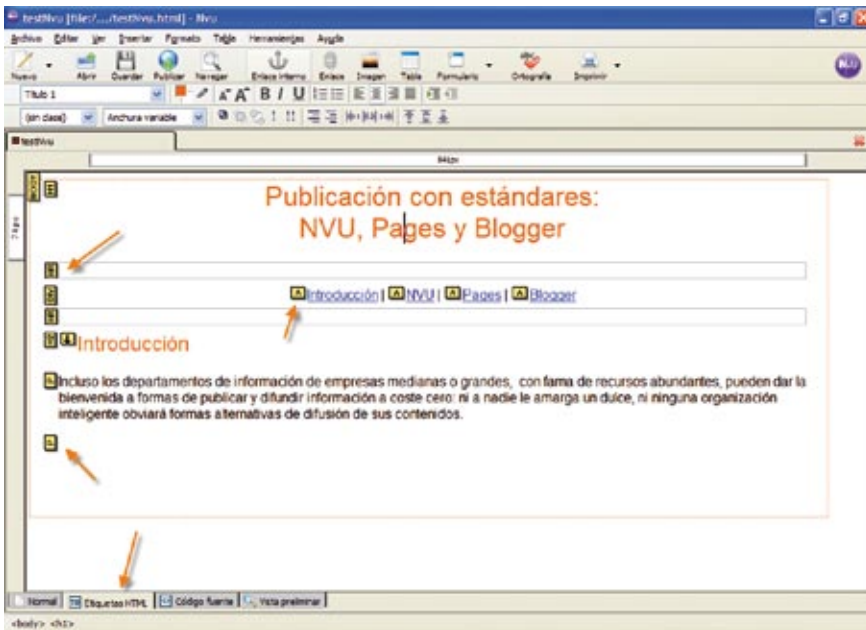 testNvu [file:/.../testNvu.html] - Nvu
Archivo Editar Ver Insertar Formato Tabla Herramientas Ayuda
Nuevo Abrir Guardar Publicar Navegar Enlace interno Enlace Imagen Tabla Formulario Ortografía Imprimir
Título 1
(sin clase) Anchura variable
testNvu
BODY
Publicación con estándares:
NVU, Pages y Blogger
Introducción | NVU | Pages | Blogger
Introducción
Incluso los departamentos de información de empresas medianas o grandes, con fama de recursos abundantes, pueden dar la
bienvenida a formas de publicar y difundir información a coste cero: ni a nadie le amarga un dulce, ni ninguna organización
inteligente obviará formas alternativas de difusión de sus contenidos.
Normal Etiquetas HTML Código fuente Vista preliminar
<body> <h1>